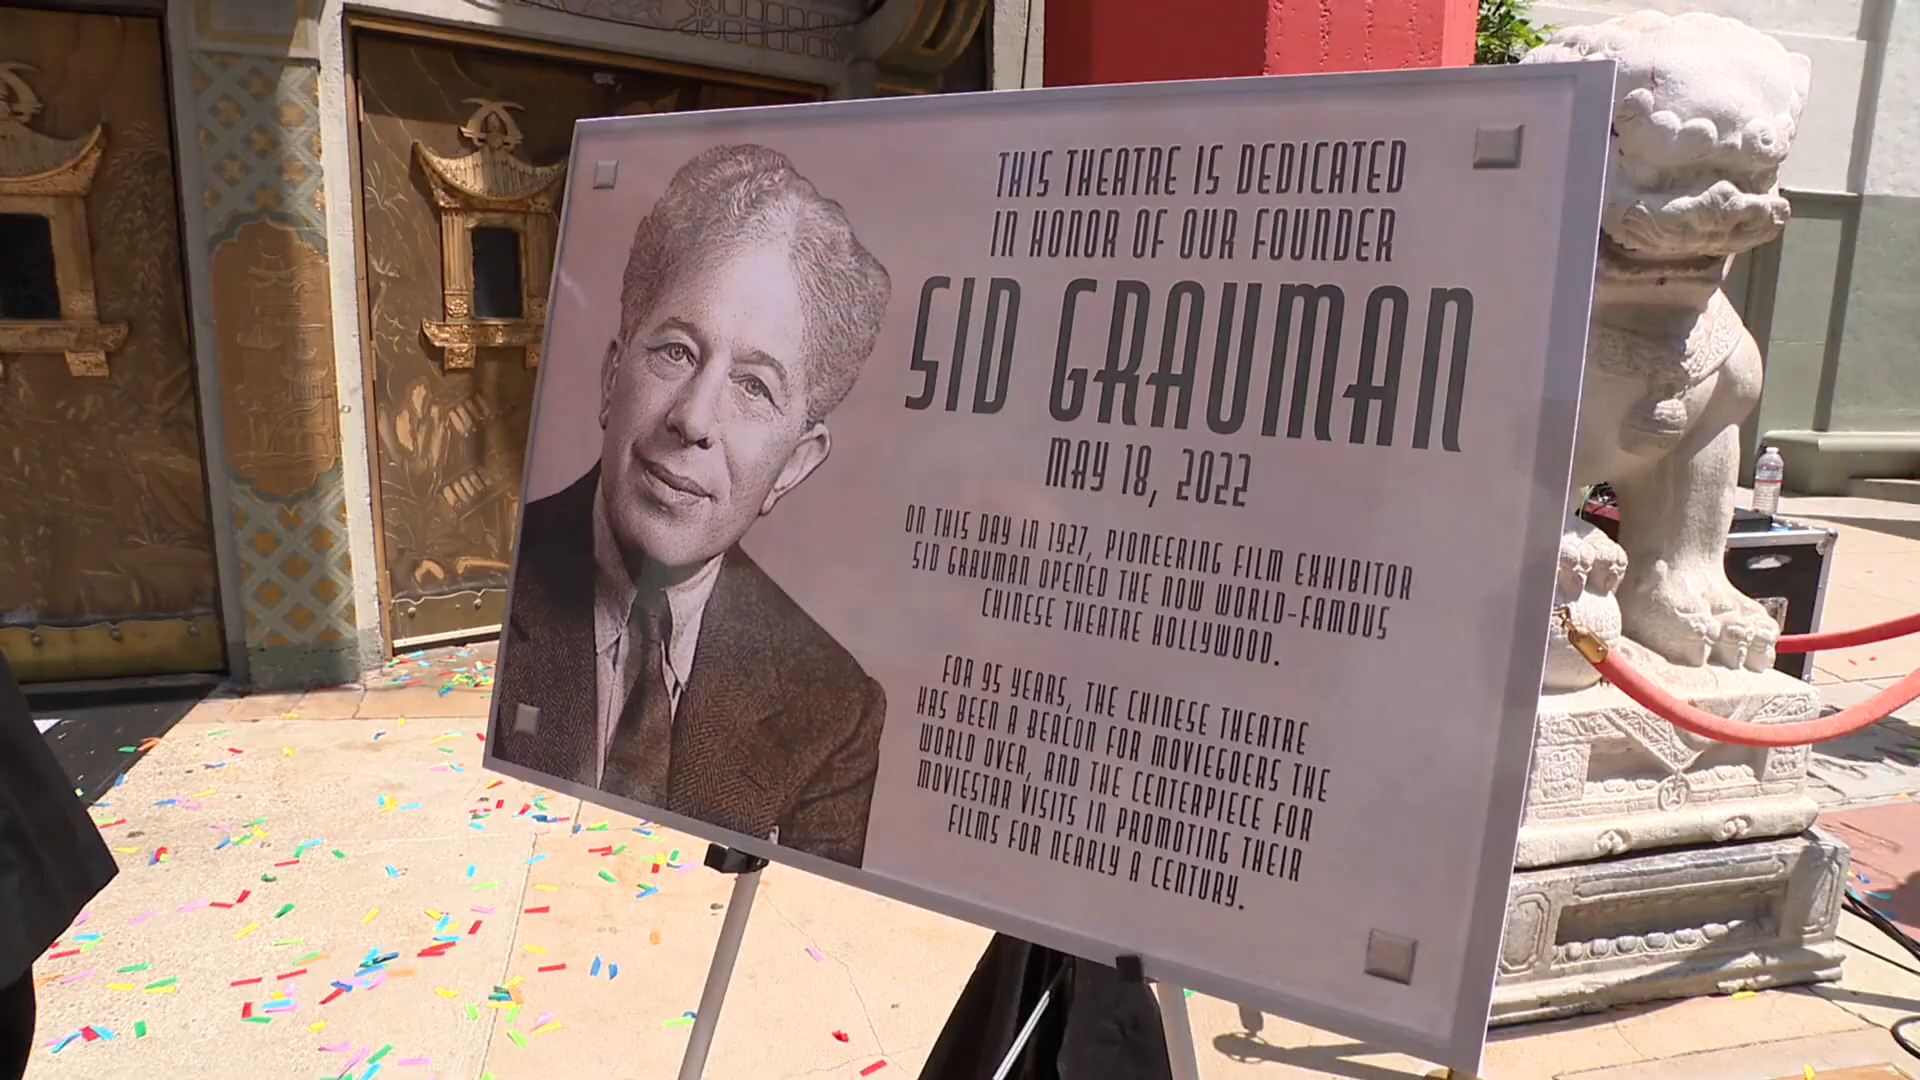 THIS THEATRE IS DEDICATED
IN HONOR OF OUR FOUNDER
SID GRAUMAN
MAY 18, 2022
ON THIS DAY IN 1927, PIONEERING FILM EXHIBITOR
SID GRAUMAN OPENED THE NOW WORLD-FAMOUS
CHINESE THEATRE HOLLYWOOD.
FOR 95 YEARS, THE CHINESE THEATRE
HAS BEEN A BEACON FOR MOVIEGOERS THE
WORLD OVER, AND THE CENTERPIECE FOR
MOVIESTAR VISITS IN PROMOTING THEIR
FILMS FOR NEARLY A CENTURY.